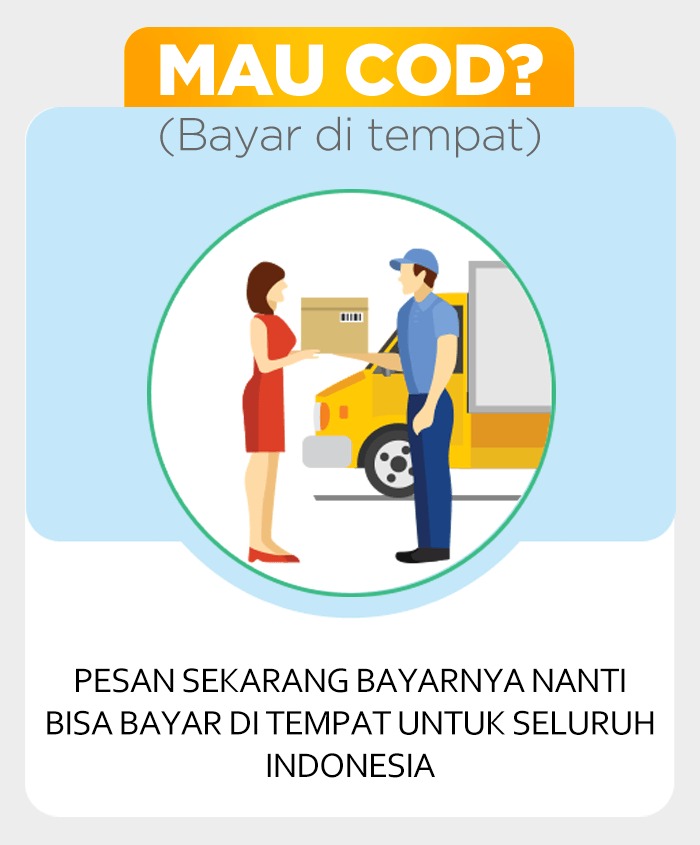 MAU COD?
(Bayar di tempat)
PESAN SEKARANG BAYARNYA NANTI
BISA BAYAR DI TEMPAT UNTUK SELURUH
INDONESIA